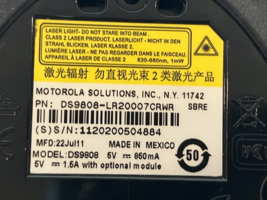 LASER LIGHT- DO NOT STARE INTO BEAM .
CLASS 2 LASER PRODUCT, LASERLICHT- NICHT IN DEN
STRAHL BLICKEN, LASER KLASSE 2.
LUMIERE LASER - NE PAS REGARDER DANS LE FAISCEAU.
APPAREIL A LASER DE CLASSE 2 630-680nm, 1mW
激光辐射 勿直视光束 2 类激光产品
MOTOROLA SOLUTIONS, INC., N.Y. 11742
PN: DS9808-LR20007CRWR SBRE
(S)S/N: 1120200504884
MFD:22Jul11 MADE IN MEXICO
MODEL:DS9808 5V ⎓ 850mA
5V ⎓ 1.5A with optional module
50